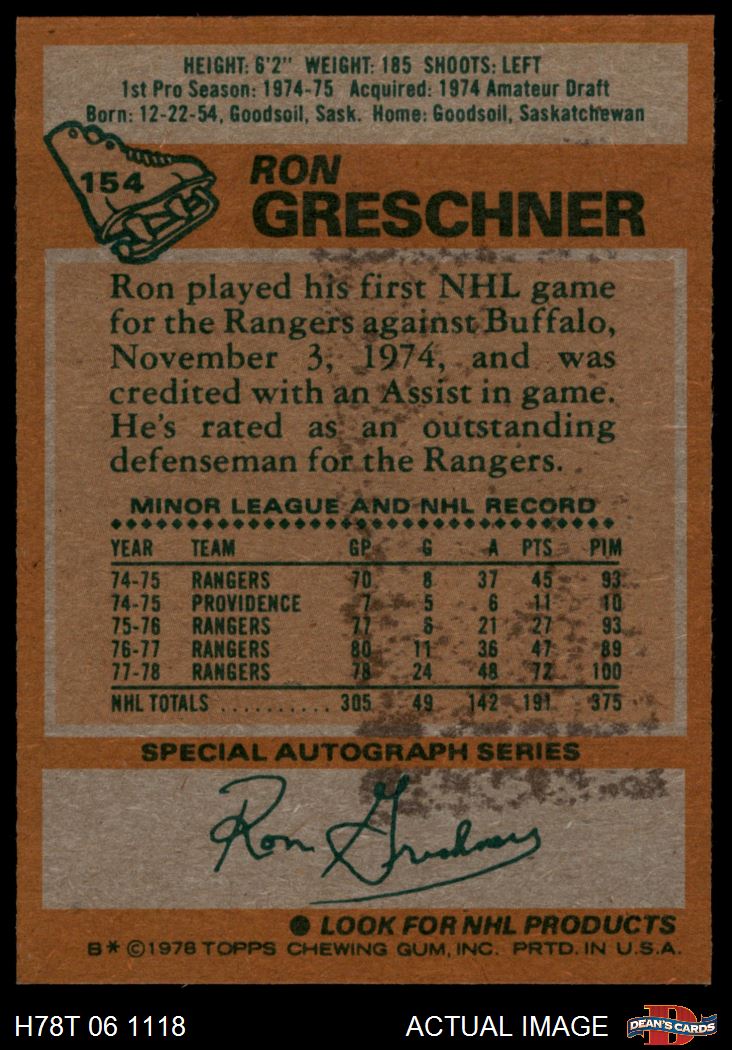 HEIGHT: 6'2" WEIGHT: 185 SHOOTS: LEFT
1st Pro Season: 1974-75 Acquired: 1974 Amateur Draft
Born: 12-22-54, Goodsoil, Sask. Home: Goodsoil, Saskatchewan
154
RON
GRESCHNER
Ron played his first NHL game
for the Rangers against Buffalo,
November 3, 1974, and was
credited with an Assist in game.
He's rated as an outstanding
defenseman for the Rangers.
MINOR LEAGUE AND NHL RECORD
YEAR TEAM GP G A PTS PIM
74-75 RANGERS 70 8 37 45 93
74-75 PROVIDENCE 7 5 6 11 10
75-76 RANGERS 77 6 21 27 93
76-77 RANGERS 80 11 36 47 89
77-78 RANGERS 78 24 48 72 100
NHL TOTALS .......... 305 49 142 191 375
SPECIAL AUTOGRAPH SERIES
Ron Greschner
LOOK FOR NHL PRODUCTS
B* ©1978 TOPPS CHEWING GUM, INC. PRTD. IN U.S.A.
H78T 06 1118 ACTUAL IMAGE DEAN'S CARDS